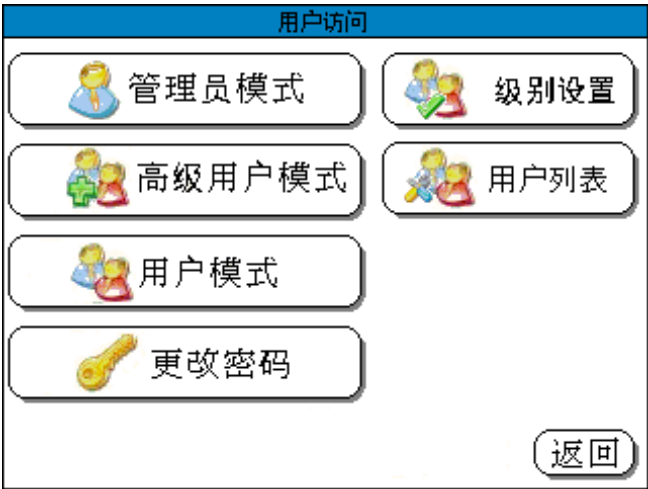 用户访问
管理员模式
级别设置
高级用户模式
用户列表
用户模式
更改密码
返回